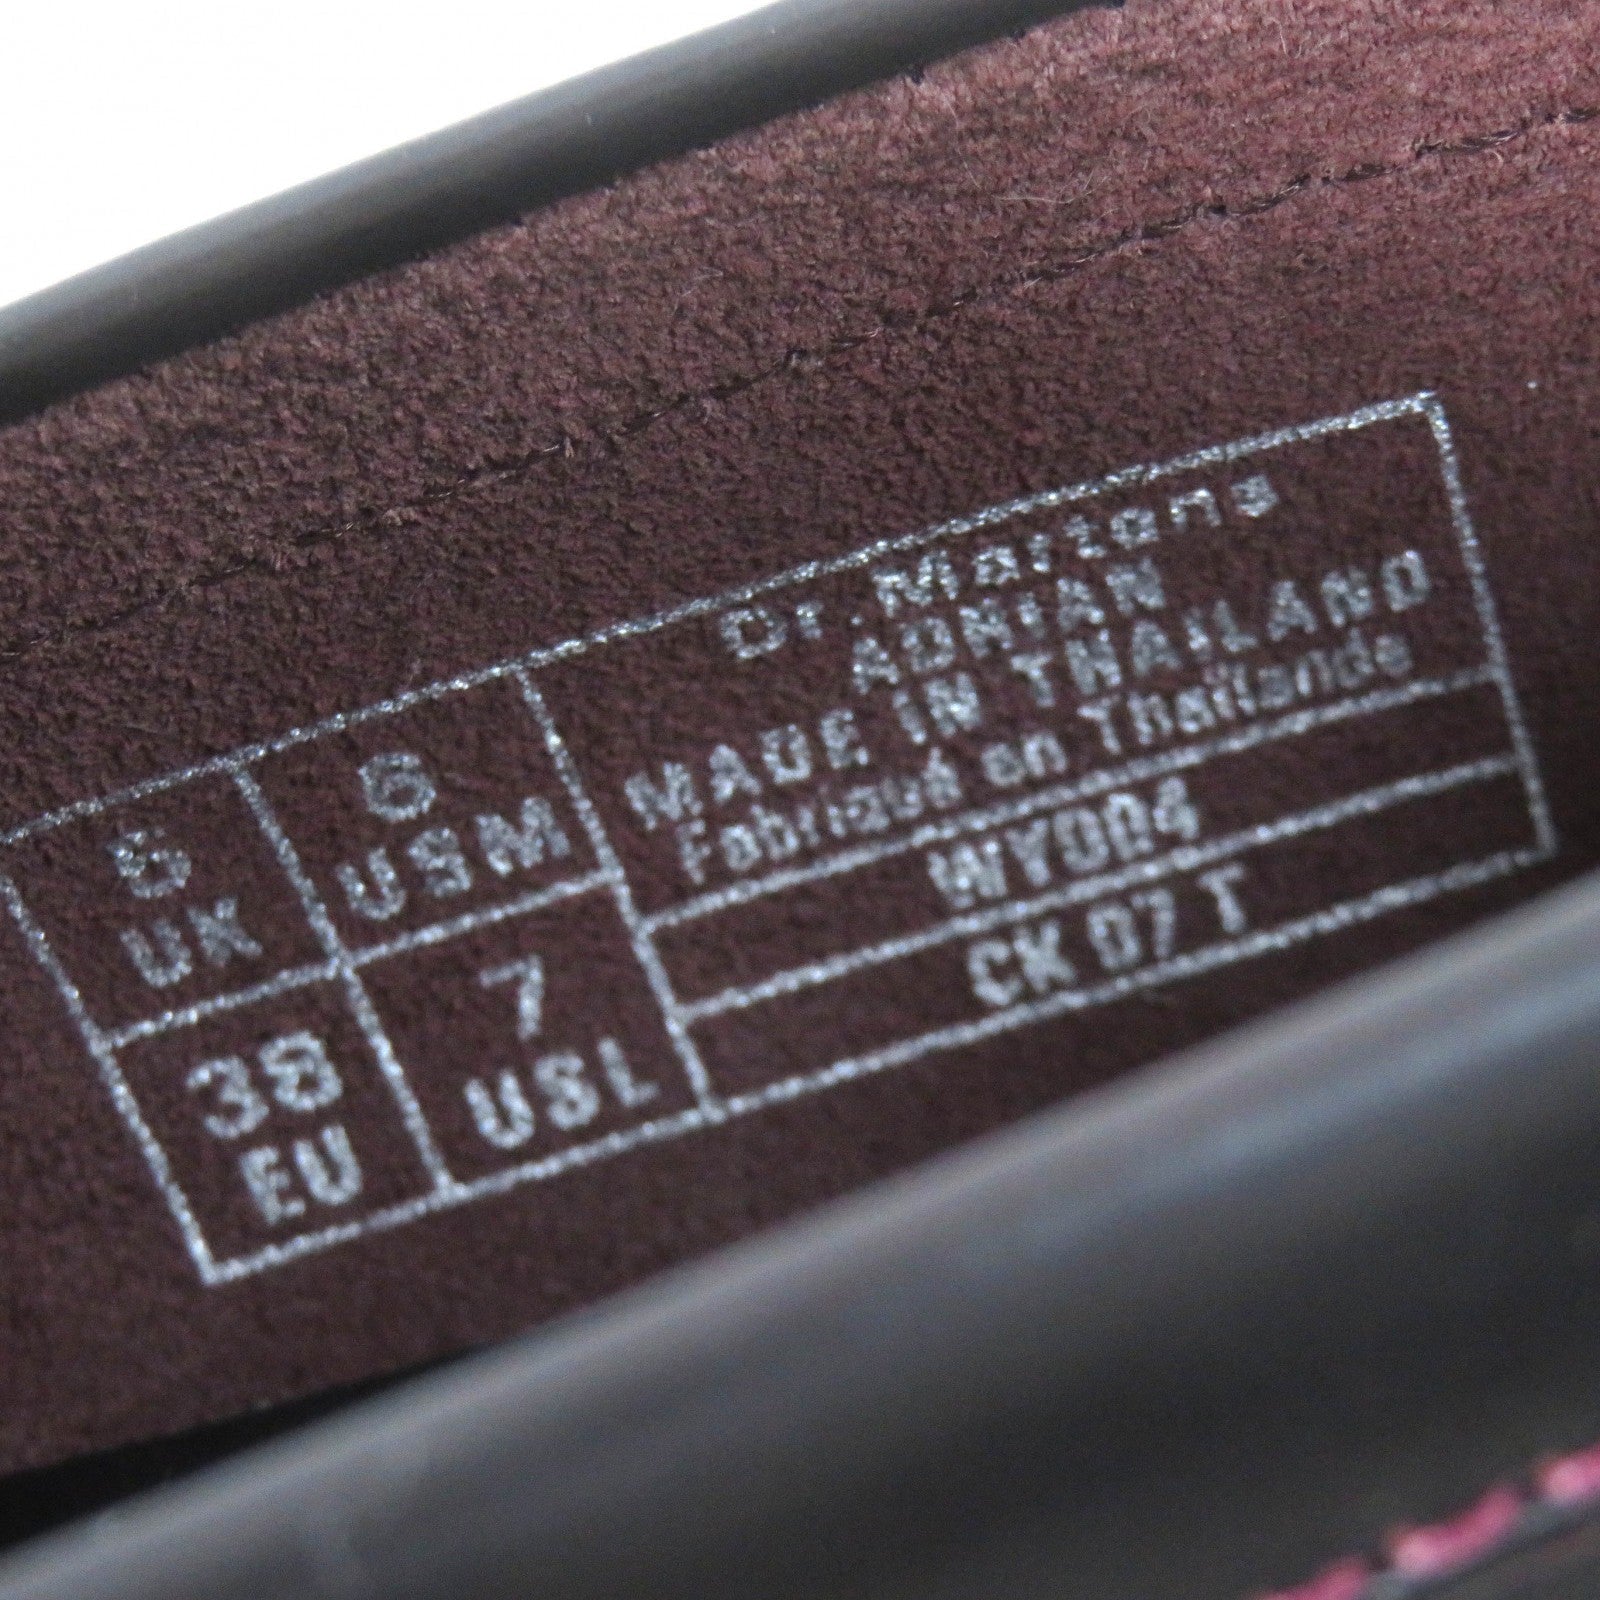 5
UK
6
USM
38
EU
7
USL
Dr. Martens
ADRIAN
MADE IN THAILAND
Fabriqué en Thaïlande
WY004
CK 07 T